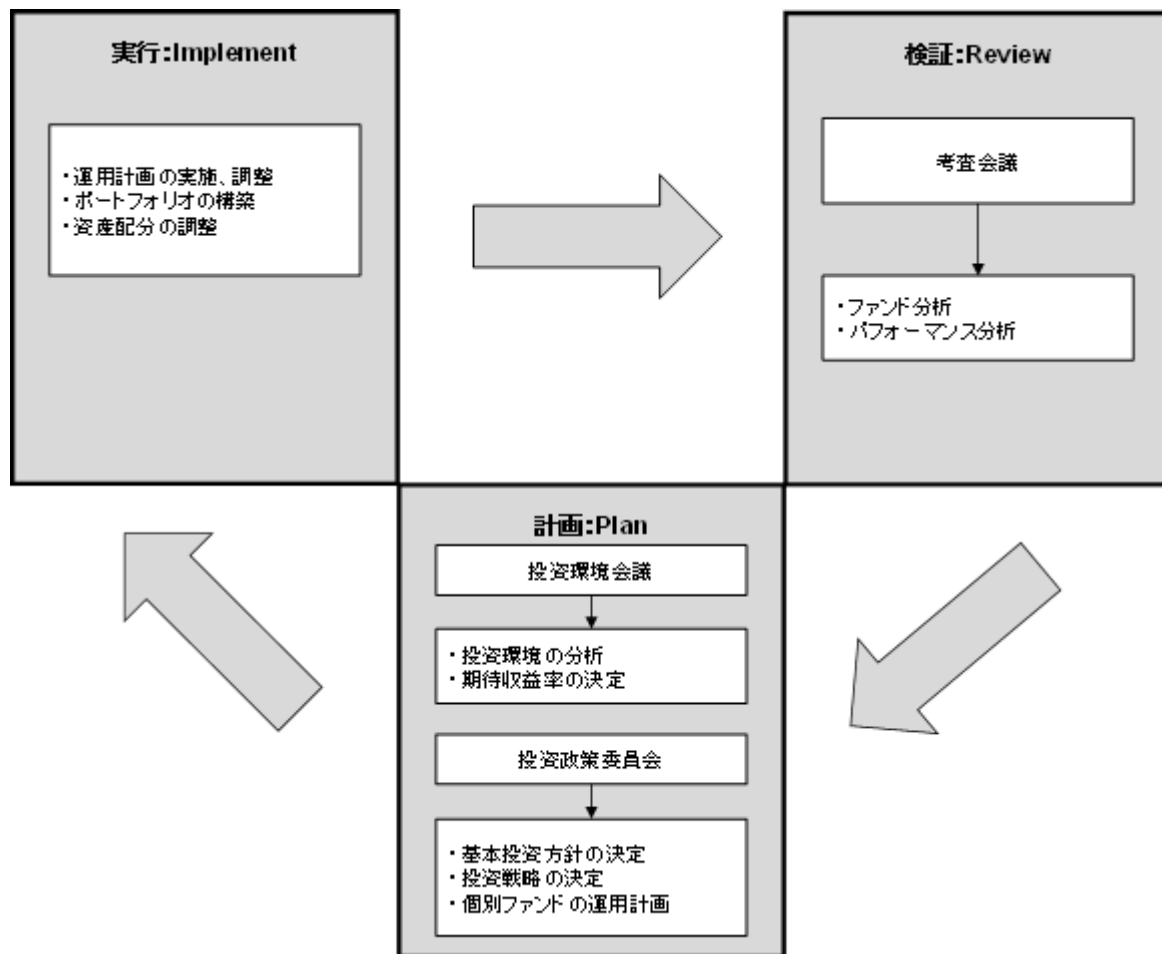 実行:Implement
・運用計画の実施、調整
・ポートフォリオの構築
・資産配分の調整
検証:Review
考査会議
・ファンド分析
・パフォーマンス分析
計画:Plan
投資環境会議
・投資環境の分析
・期待収益率の決定
投資政策委員会
・基本投資方針の決定
・投資戦略の決定
・個別ファンドの運用計画